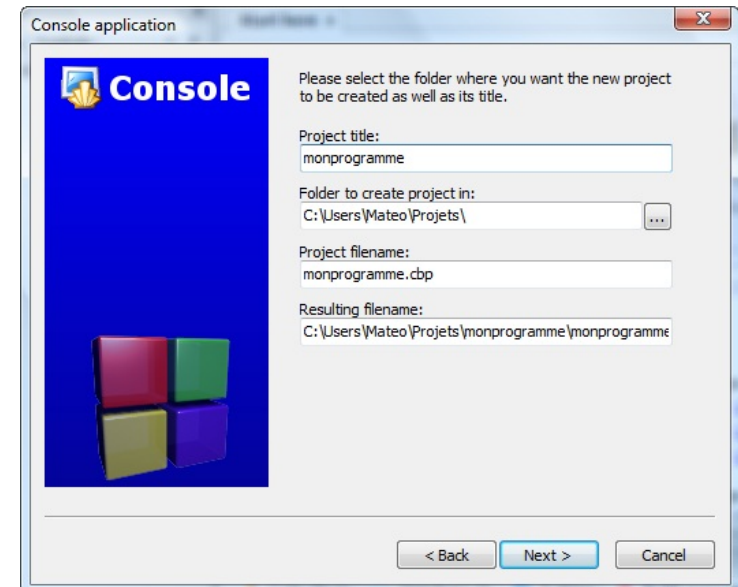 Console application
Console
Please select the folder where you want the new project
to be created as well as its title.
Project title:
monprogramme
Folder to create project in:
C:\Users\Mateo\Projets\
...
Project filename:
monprogramme.cbp
Resulting filename:
C:\Users\Mateo\Projets\monprogramme\monprogramme
< Back
Next >
Cancel